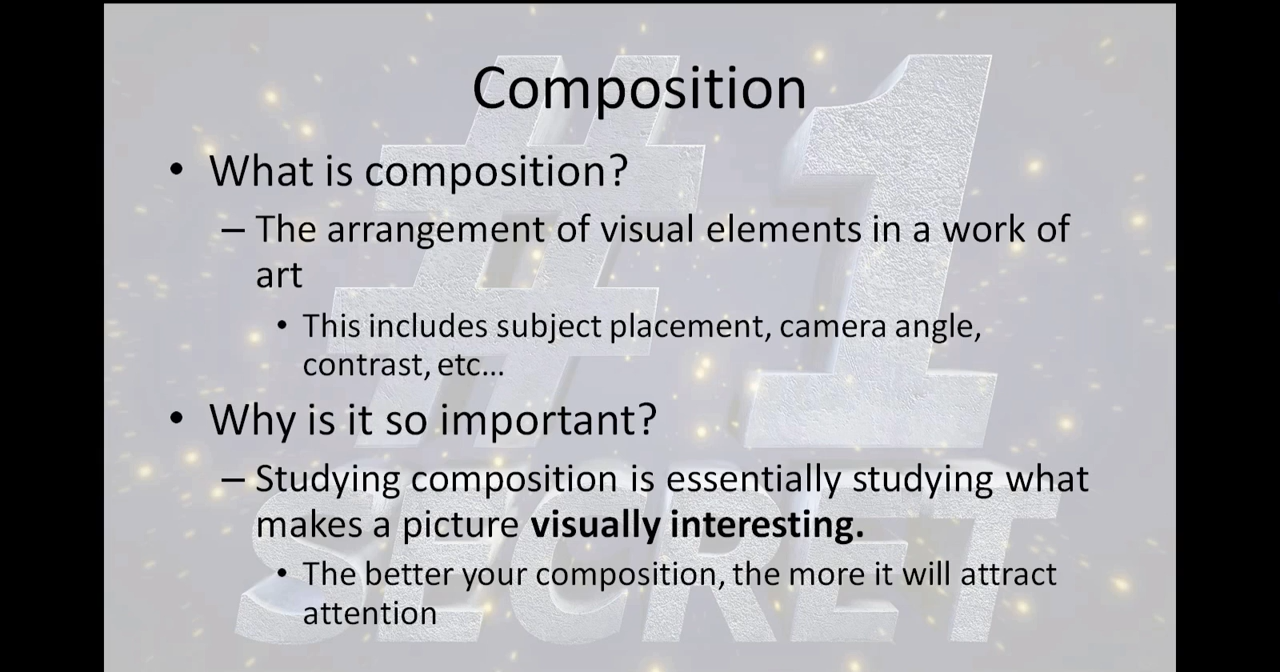 Composition
• What is composition?
– The arrangement of visual elements in a work of
art
• This includes subject placement, camera angle,
contrast, etc...
• Why is it so important?
– Studying composition is essentially studying what
makes a picture visually interesting.
• The better your composition, the more it will attract
attention
#1
SECRET